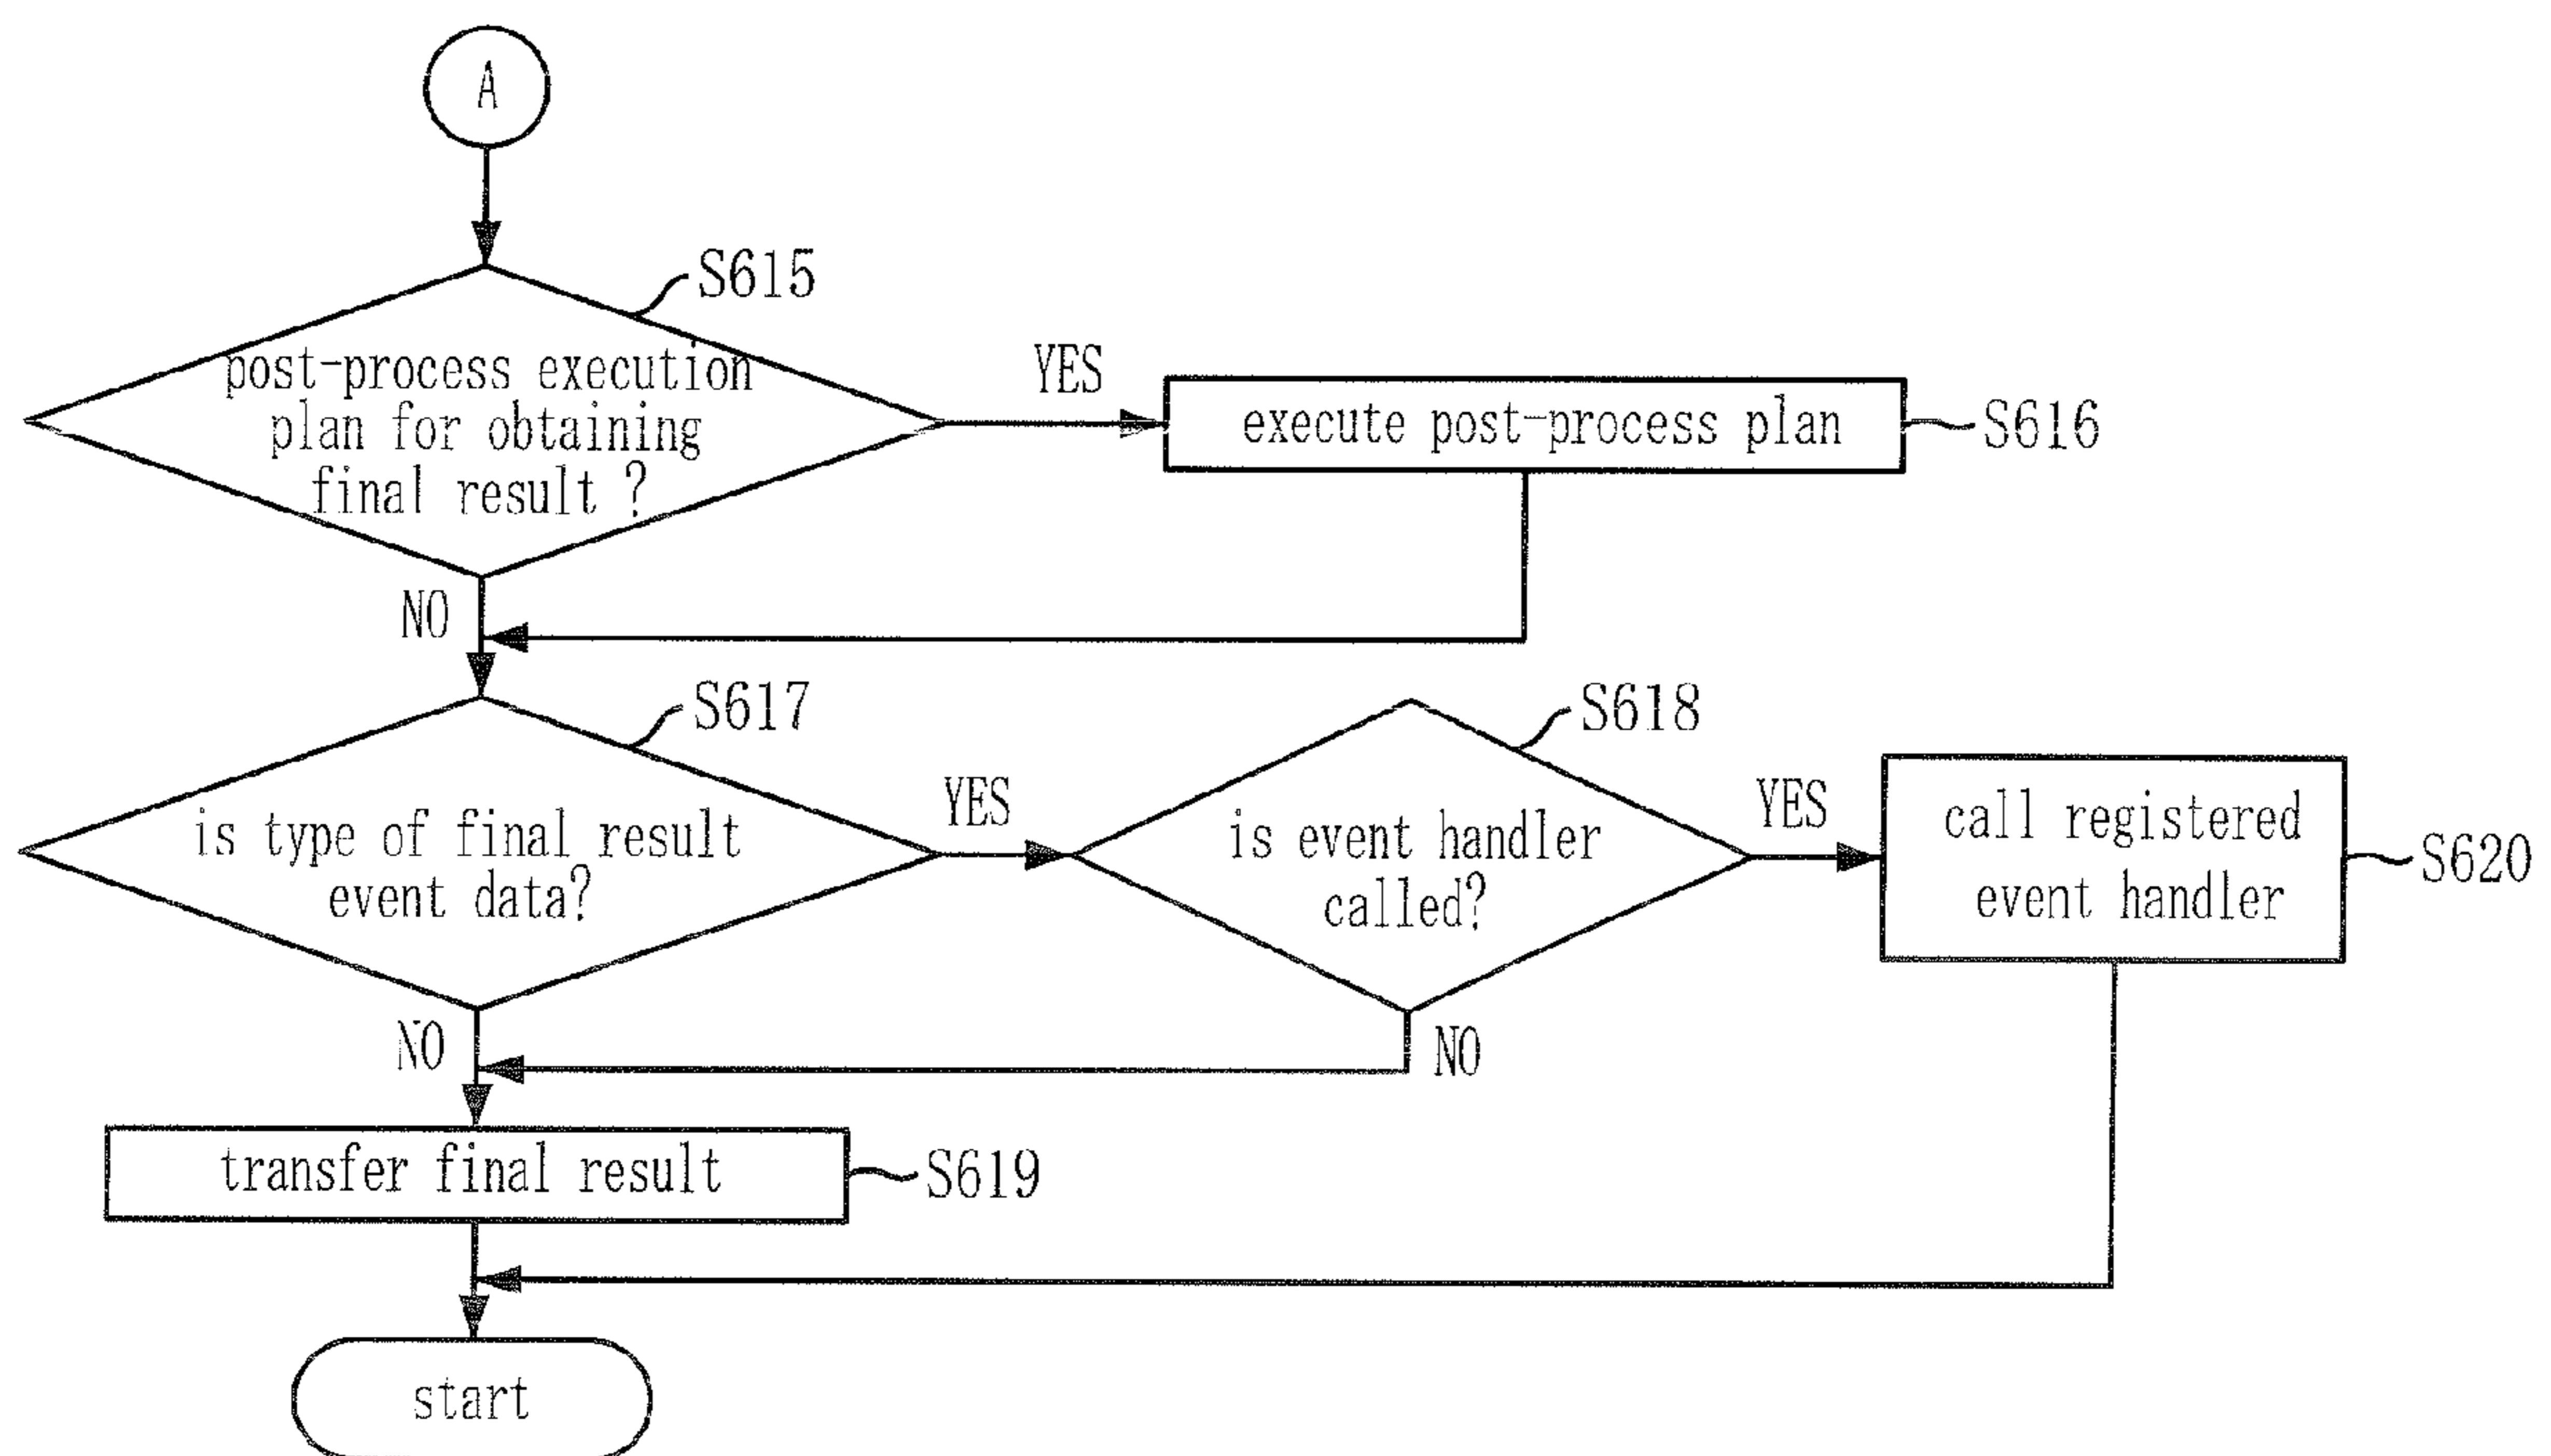 A
S615
post-process execution
plan for obtaining
final result ?
YES
execute post-process plan
S616
NO
S617
is type of final result
event data?
YES
S618
is event handler
called?
YES
call registered
event handler
S620
NO
NO
transfer final result
S619
start